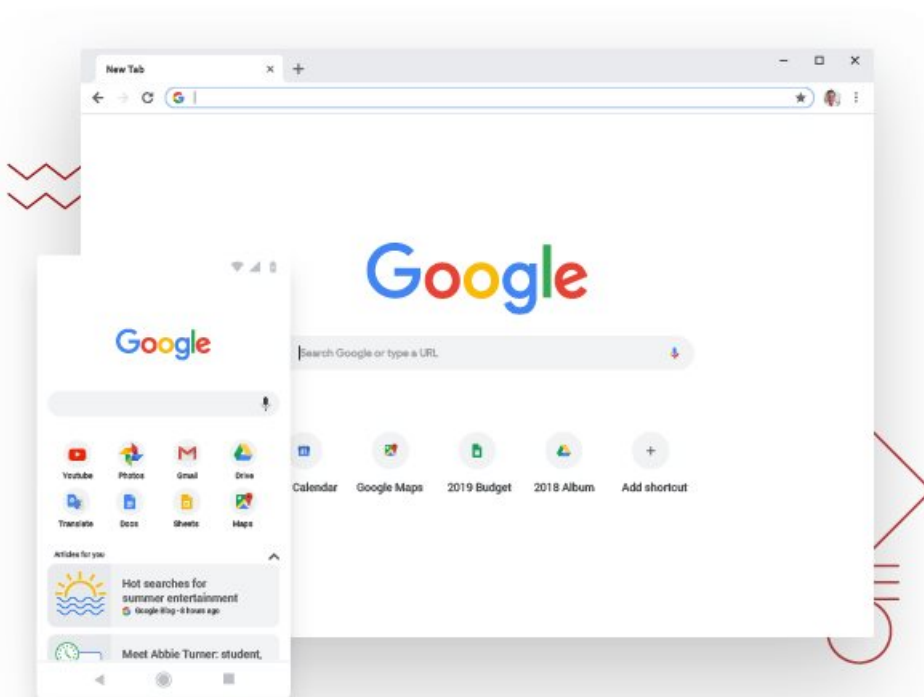 New Tab
Google
Search Google or type a URL
Calendar Google Maps 2019 Budget 2018 Album Add shortcut
Google
Youtube Photos Gmail Drive
Translate Docs Sheets Maps
Articles for you
Hot searches for
summer entertainment
Google Blog - 8 hours ago
Meet Abbie Turner: student,